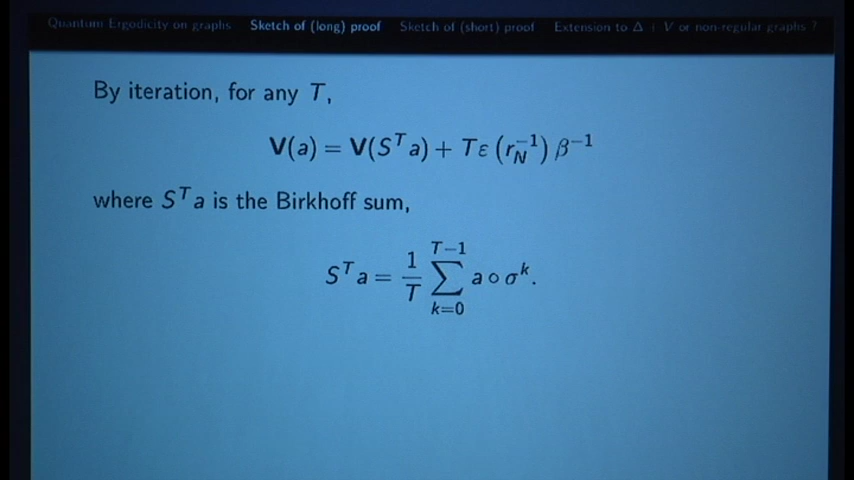 Quantum Ergodicity on graphs Sketch of (long) proof Sketch of (short) proof Extension to Δ + V or non-regular graphs ?
By iteration, for any T,
V(a) = V(S^T a) + Tε (r_N^{-1}) β^{-1}
where S^T a is the Birkhoff sum,
S^T a = \frac{1}{T} \sum_{k=0}^{T-1} a ∘ σ^k.